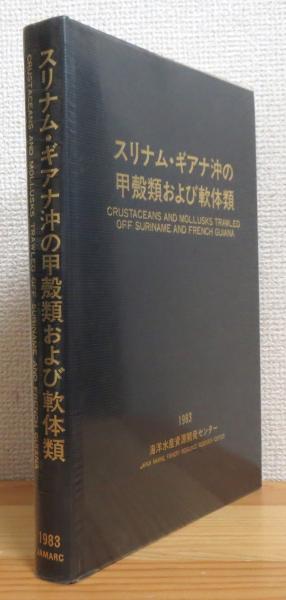 スリナム・ギアナ沖の甲殻類および軟体類
CRUSTACEANS AND MOLLUSKS TRAWLED OFF SURINAME AND FRENCH GUIANA
1983
JAMARC
スリナム・ギアナ沖の
甲殻類および軟体類
CRUSTACEANS AND MOLLUSKS TRAWLED
OFF SURINAME AND FRENCH GUIANA
1983
海洋水産資源開発センター
JAPAN MARINE FISHERY RESOURCE RESEARCH CENTER